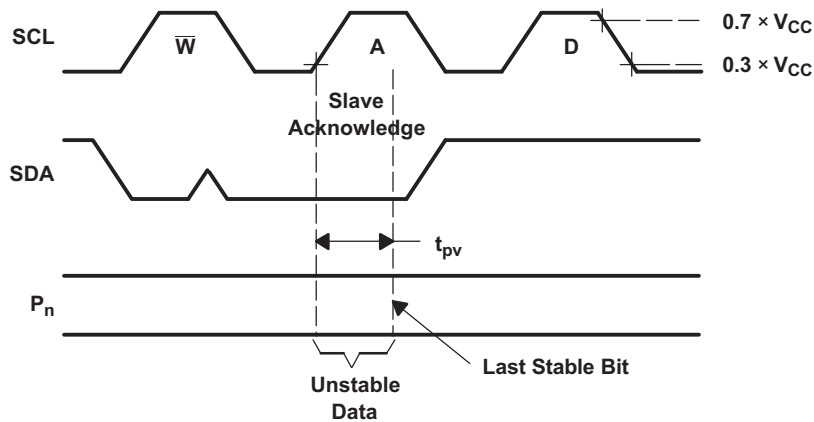 SCL
W̅
A
D
0.7 × VCC
0.3 × VCC
Slave
Acknowledge
SDA
tpv
Pn
Last Stable Bit
Unstable
Data